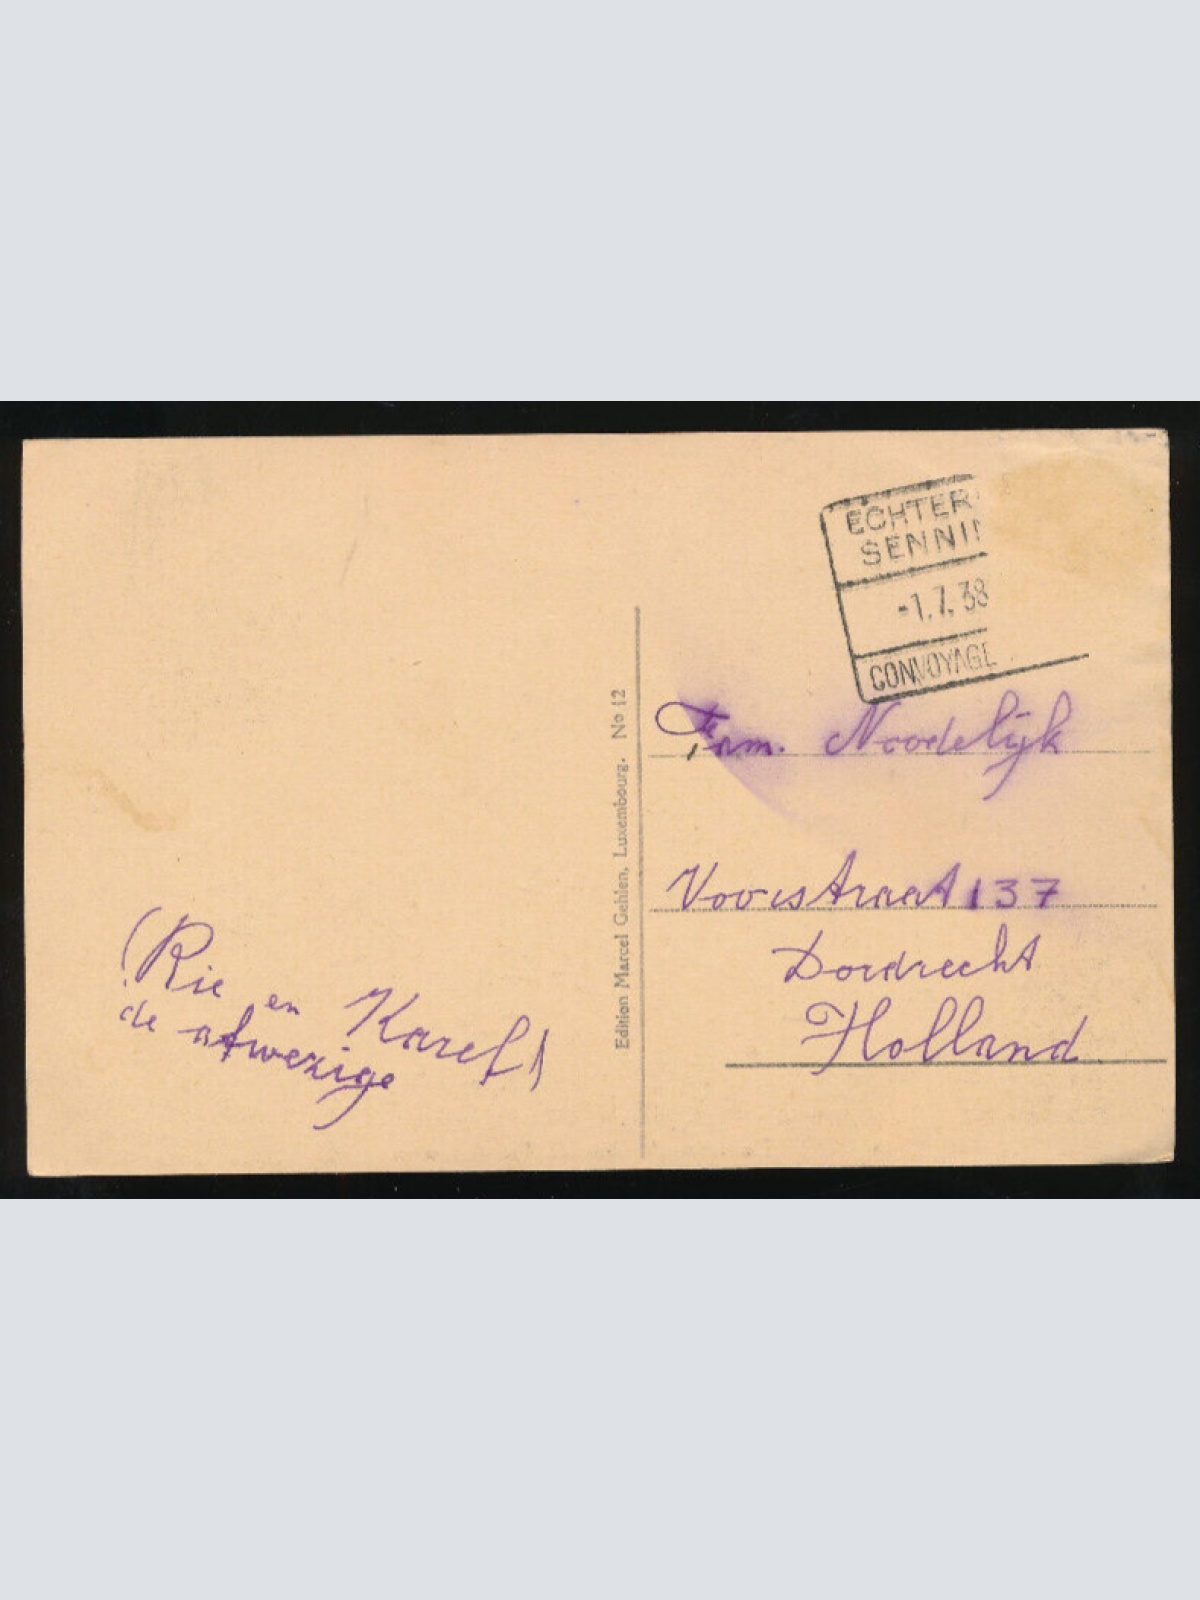 ECHTER
SENNI
-1.7.38
CONVOYAGE
Fam. Noodelijk
Voorstraat 137
Dordrecht
Holland
Edition Marcel Gehlen, Luxembourg. No 12
(Rie en Karel)
de afwezige